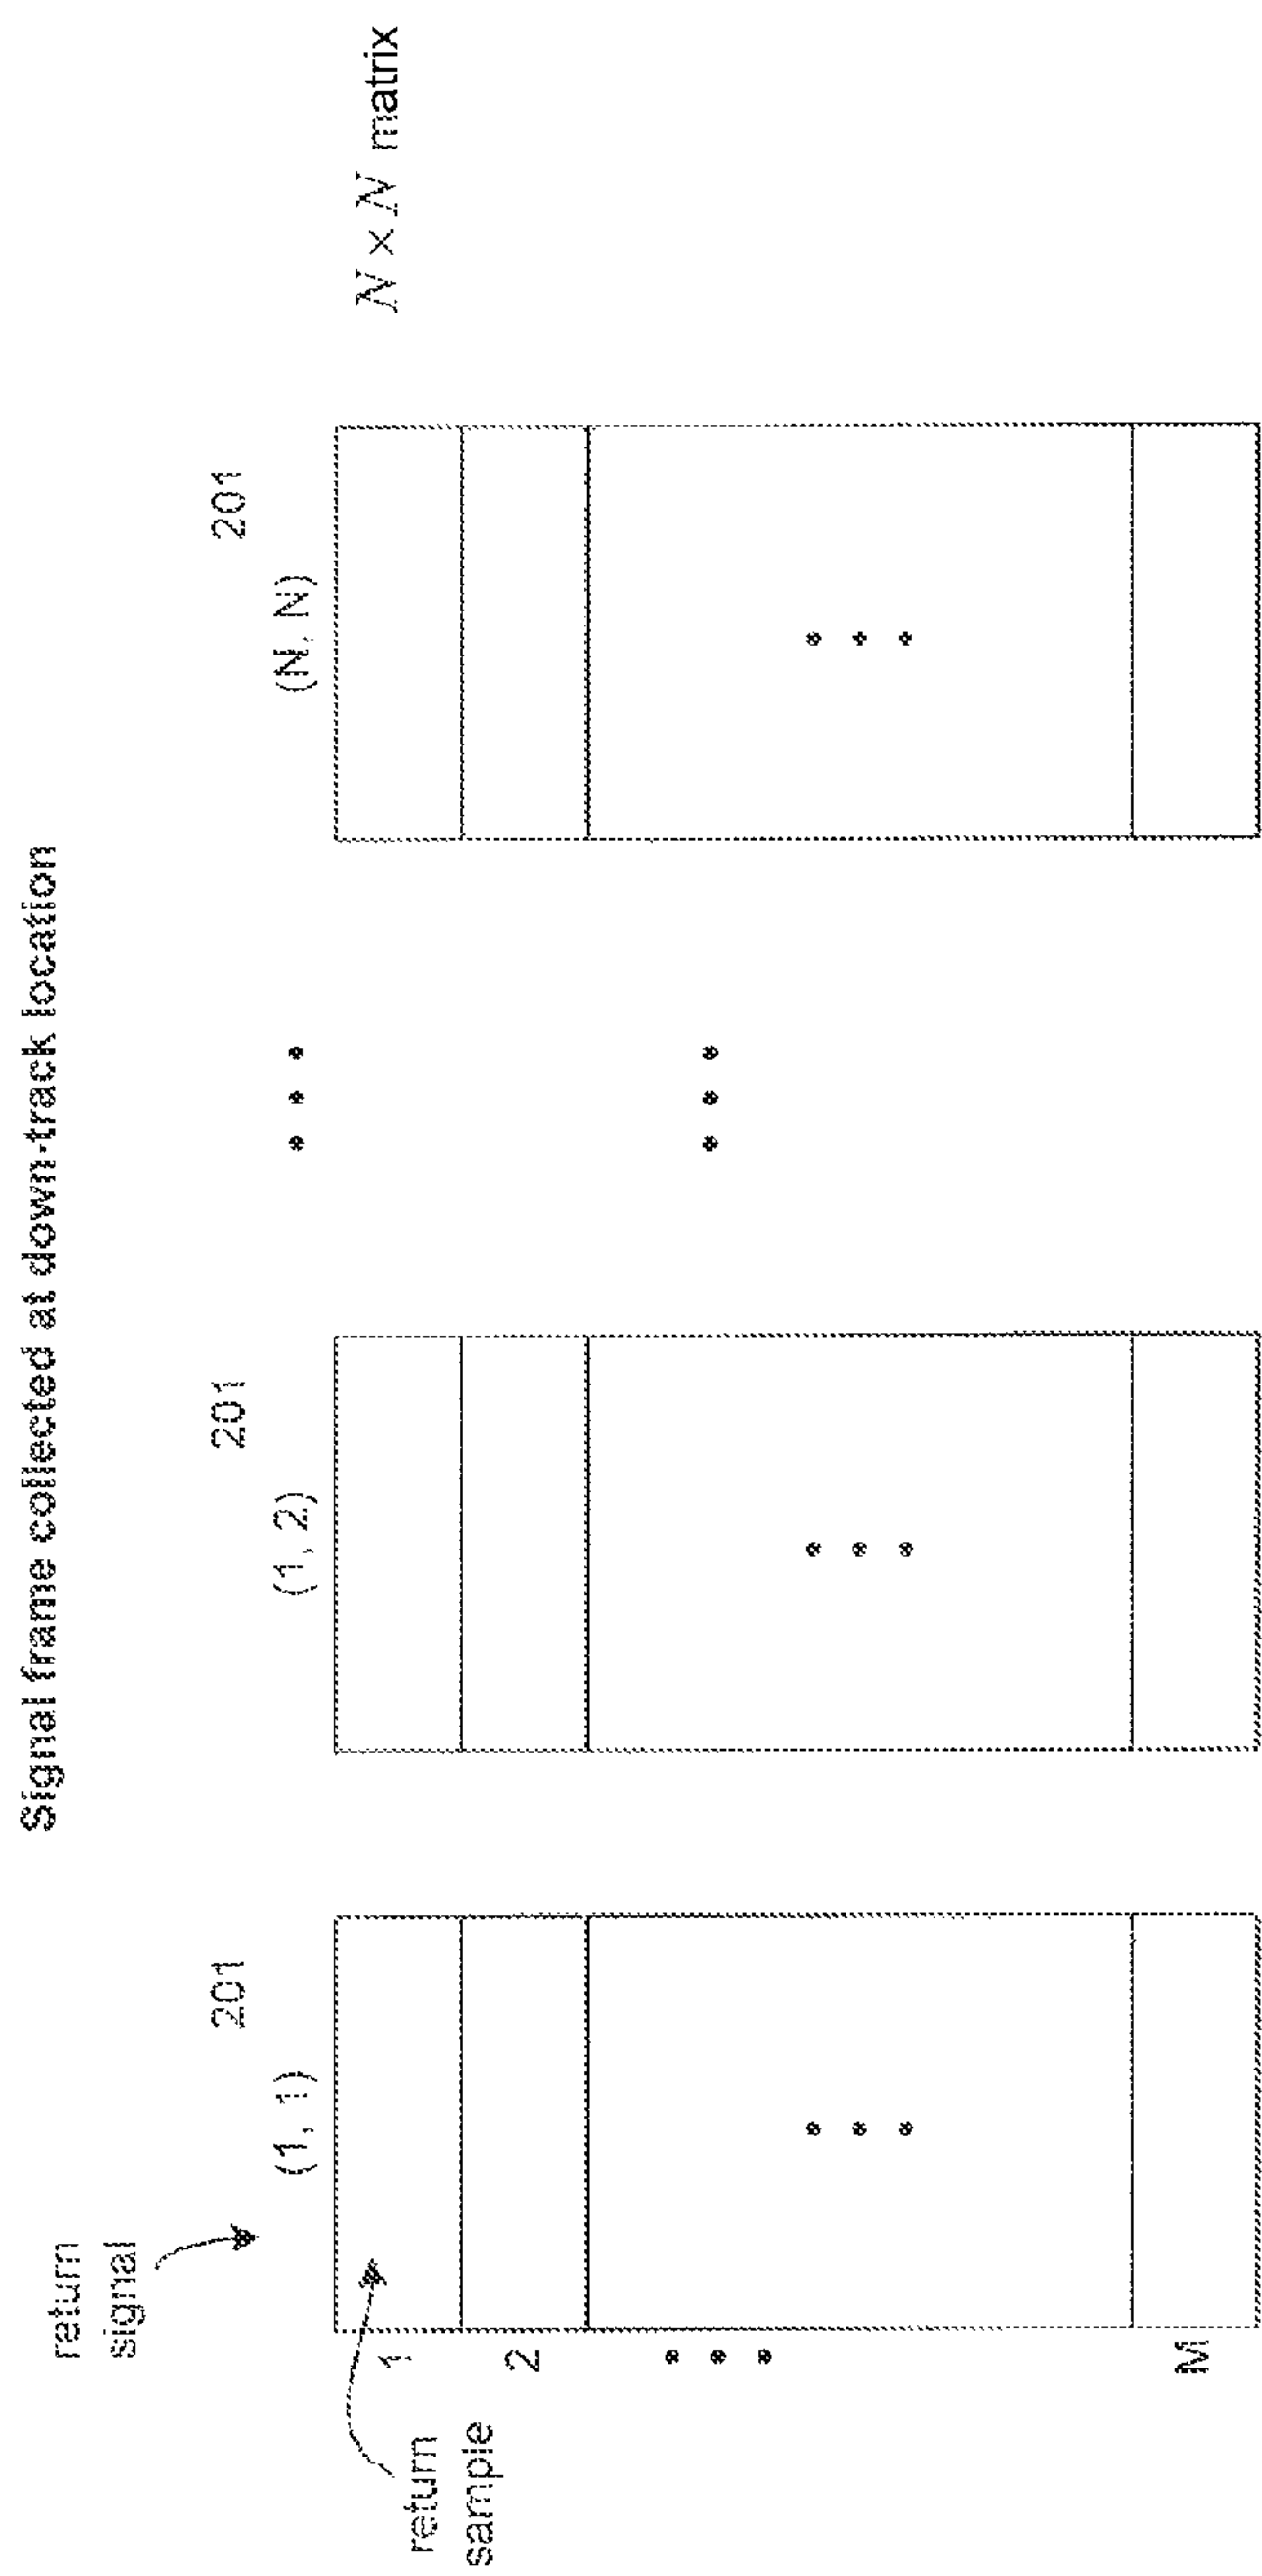 Signal frame collected at down-track location
return
signal
201
201
201
(1, 1)
(1, 2)
• • •
(N, N)
N × N matrix
return
sample
1
2
M